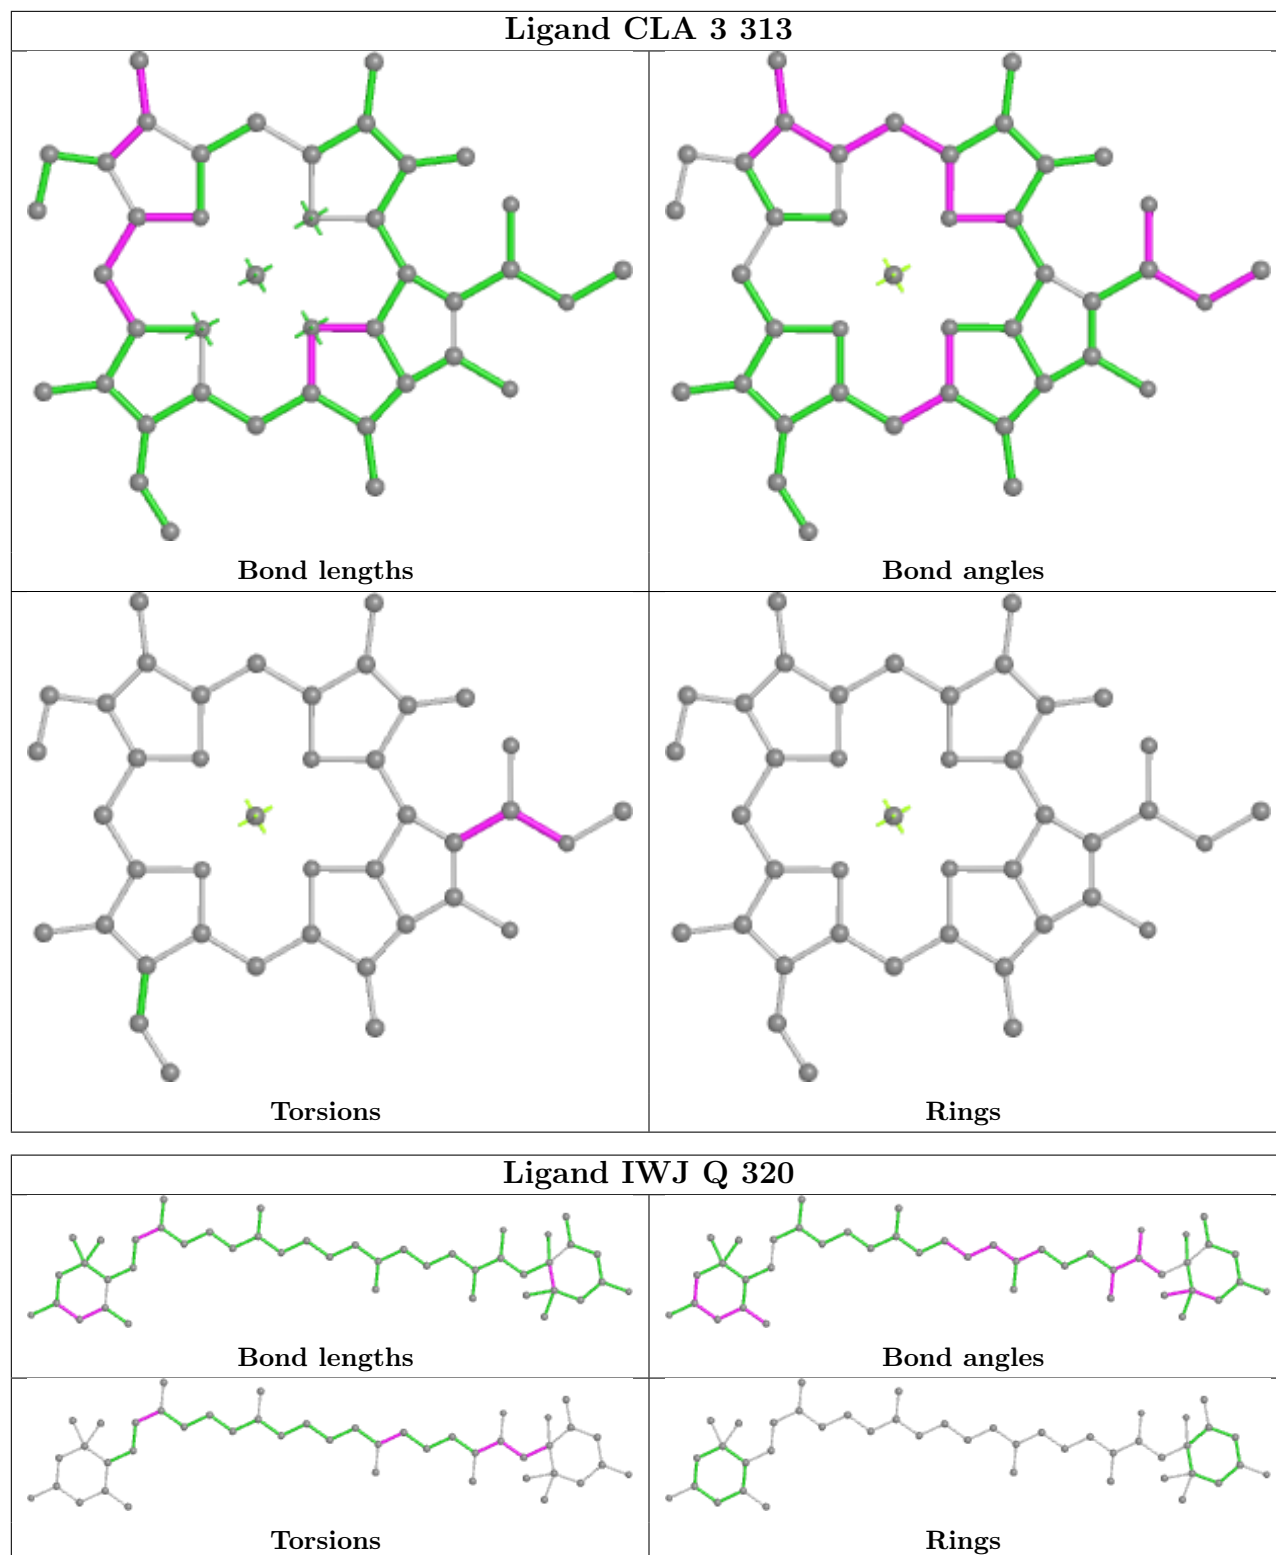 Ligand CLA 3 313
Bond lengths
Bond angles
Torsions
Rings
Ligand IWJ Q 320
Bond lengths
Bond angles
Torsions
Rings